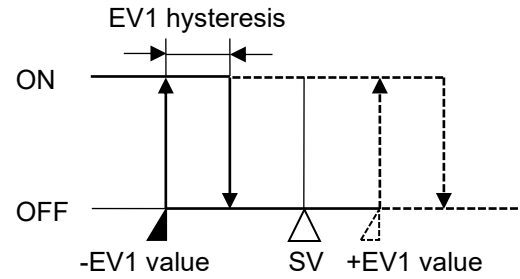 EV1 hysteresis
ON
OFF
-EV1 value SV +EV1 value